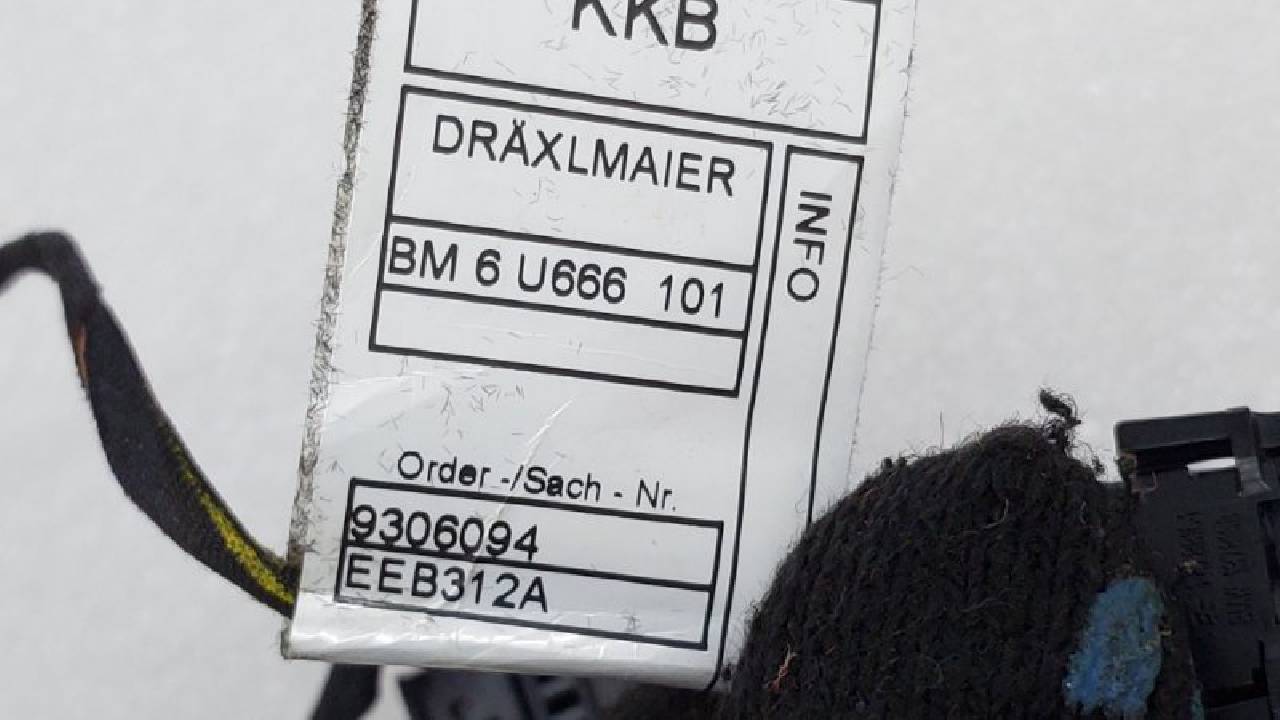 KKB
DRÄXLMAIER
INFO
BM 6 U666 101
Order -/Sach - Nr.
9306094
EEB312A